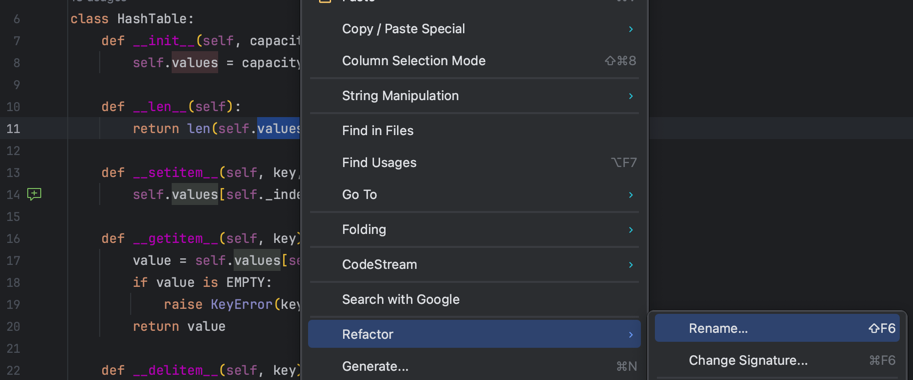 6 class HashTable:
7 def __init__(self, capacit
8 self.values = capacity
9
10 def __len__(self):
11 return len(self.values
12
13 def __setitem__(self, key,
14 self.values[self._inde
15
16 def __getitem__(self, key)
17 value = self.values[se
18 if value is EMPTY:
19 raise KeyError(key
20 return value
21
22 def __delitem__(self, key)
Copy / Paste Special
Column Selection Mode ⇧⌘8
String Manipulation
Find in Files
Find Usages ⌥F7
Go To
Folding
CodeStream
Search with Google
Refactor
Generate... ⌘N
Rename... ⇧F6
Change Signature... ⌘F6